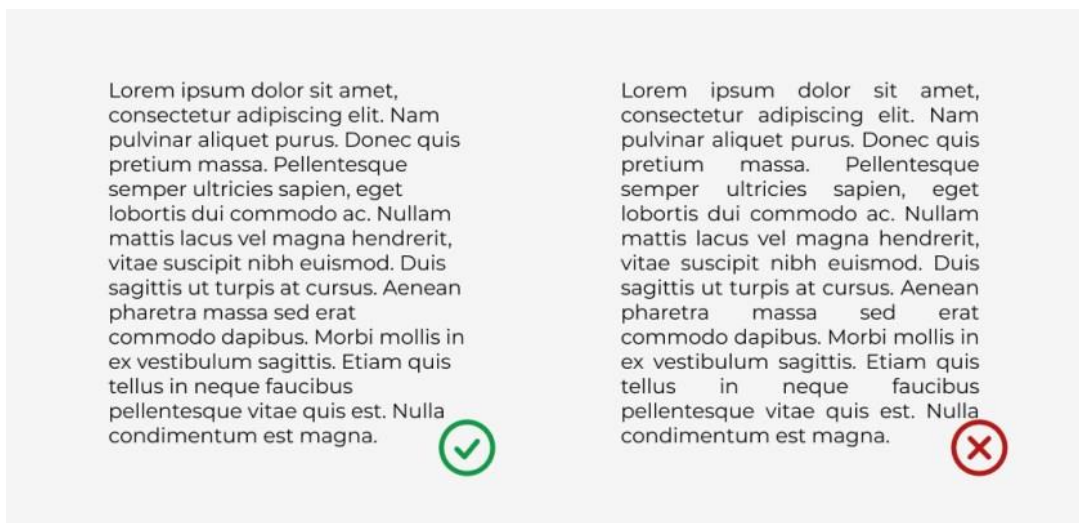 Lorem ipsum dolor sit amet,
consectetur adipiscing elit. Nam
pulvinar aliquet purus. Donec quis
pretium massa. Pellentesque
semper ultricies sapien, eget
lobortis dui commodo ac. Nullam
mattis lacus vel magna hendrerit,
vitae suscipit nibh euismod. Duis
sagittis ut turpis at cursus. Aenean
pharetra massa sed erat
commodo dapibus. Morbi mollis in
ex vestibulum sagittis. Etiam quis
tellus in neque faucibus
pellentesque vitae quis est. Nulla
condimentum est magna.
Lorem ipsum dolor sit amet,
consectetur adipiscing elit. Nam
pulvinar aliquet purus. Donec quis
pretium massa. Pellentesque
semper ultricies sapien, eget
lobortis dui commodo ac. Nullam
mattis lacus vel magna hendrerit,
vitae suscipit nibh euismod. Duis
sagittis ut turpis at cursus. Aenean
pharetra massa sed erat
commodo dapibus. Morbi mollis in
ex vestibulum sagittis. Etiam quis
tellus in neque faucibus
pellentesque vitae quis est. Nulla
condimentum est magna.